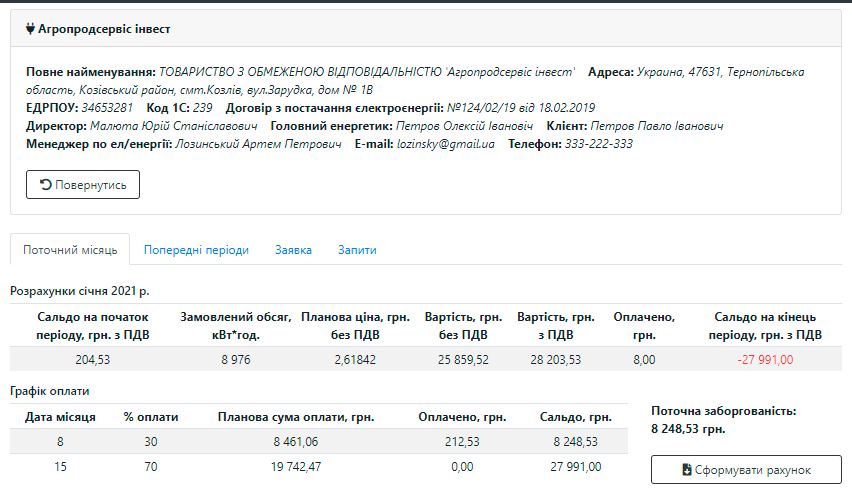 Агропродсервіс інвест
Повне найменування: ТОВАРИСТВО З ОБМЕЖЕНОЮ ВІДПОВІДАЛЬНІСТЮ 'Агропродсервіс інвест' Адреса: Украина, 47631, Тернопільська
область, Козівський район, смт.Козлів, вул.Зарудка, дом № 1В
ЕДРПОУ: 34653281 Код 1С: 239 Договір з постачання єлектроенергіі: №124/02/19 від 18.02.2019
Директор: Малюта Юрій Станіславович Головний енергетик: Петров Олексій Івановіч Клієнт: Петров Павло Іванович
Менеджер по ел/енергії: Лозинський Артем Петрович E-mail: lozinsky@gmail.ua Телефон: 333-222-333
Повернутись
Поточний місяць Попередні періоди Заявка Запити
Розрахунки січня 2021 р.
Сальдо на початок Замовлений обсяг, Планова ціна, грн. Вартість, грн. Вартість, грн. Оплачено, Сальдо на кінець
періоду, грн. з ПДВ кВт*год. без ПДВ без ПДВ з ПДВ грн. періоду, грн. з ПДВ
204,53 8 976 2,61842 25 859,52 28 203,53 8,00 -27 991,00
Графік оплати
Дата місяця % оплати Планова сума оплати, грн. Оплачено, грн. Сальдо, грн.
8 30 8 461,06 212,53 8 248,53
15 70 19 742,47 0,00 27 991,00
Поточна заборгованість:
8 248,53 грн.
Сформувати рахунок